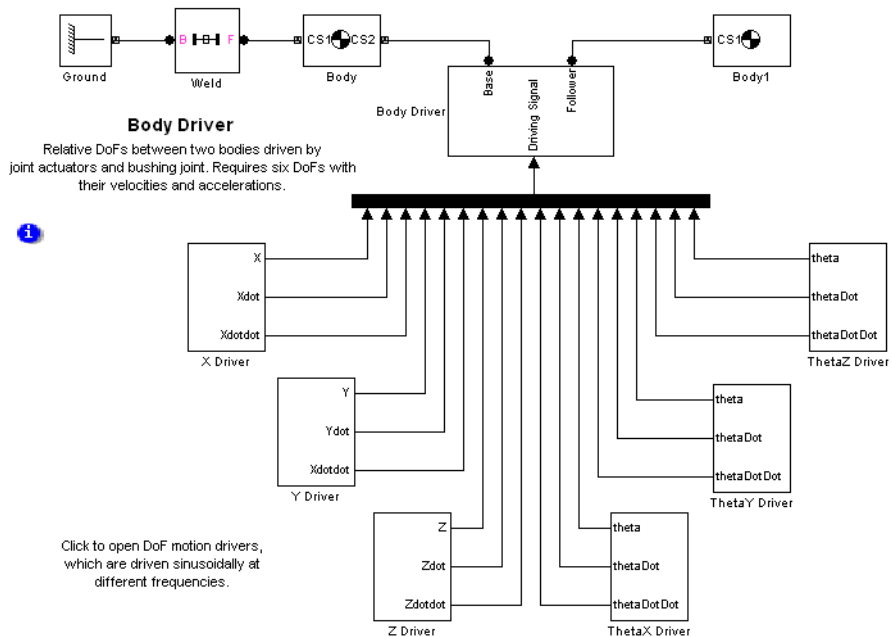 B F
CS1 CS2
CS1
Ground
Weld
Body
Body1
Base
Driving Signal
Follower
Body Driver
Body Driver
Relative DoFs between two bodies driven by
joint actuators and bushing joint. Requires six DoFs with
their velocities and accelerations.
i
X
Xdot
Xdotdot
X Driver
theta
thetaDot
thetaDotDot
ThetaZ Driver
Y
Ydot
Xdotdot
Y Driver
theta
thetaDot
thetaDotDot
ThetaY Driver
Z
Zdot
Zdotdot
Z Driver
theta
thetaDot
thetaDotDot
ThetaX Driver
Click to open DoF motion drivers,
which are driven sinusoidally at
different frequencies.